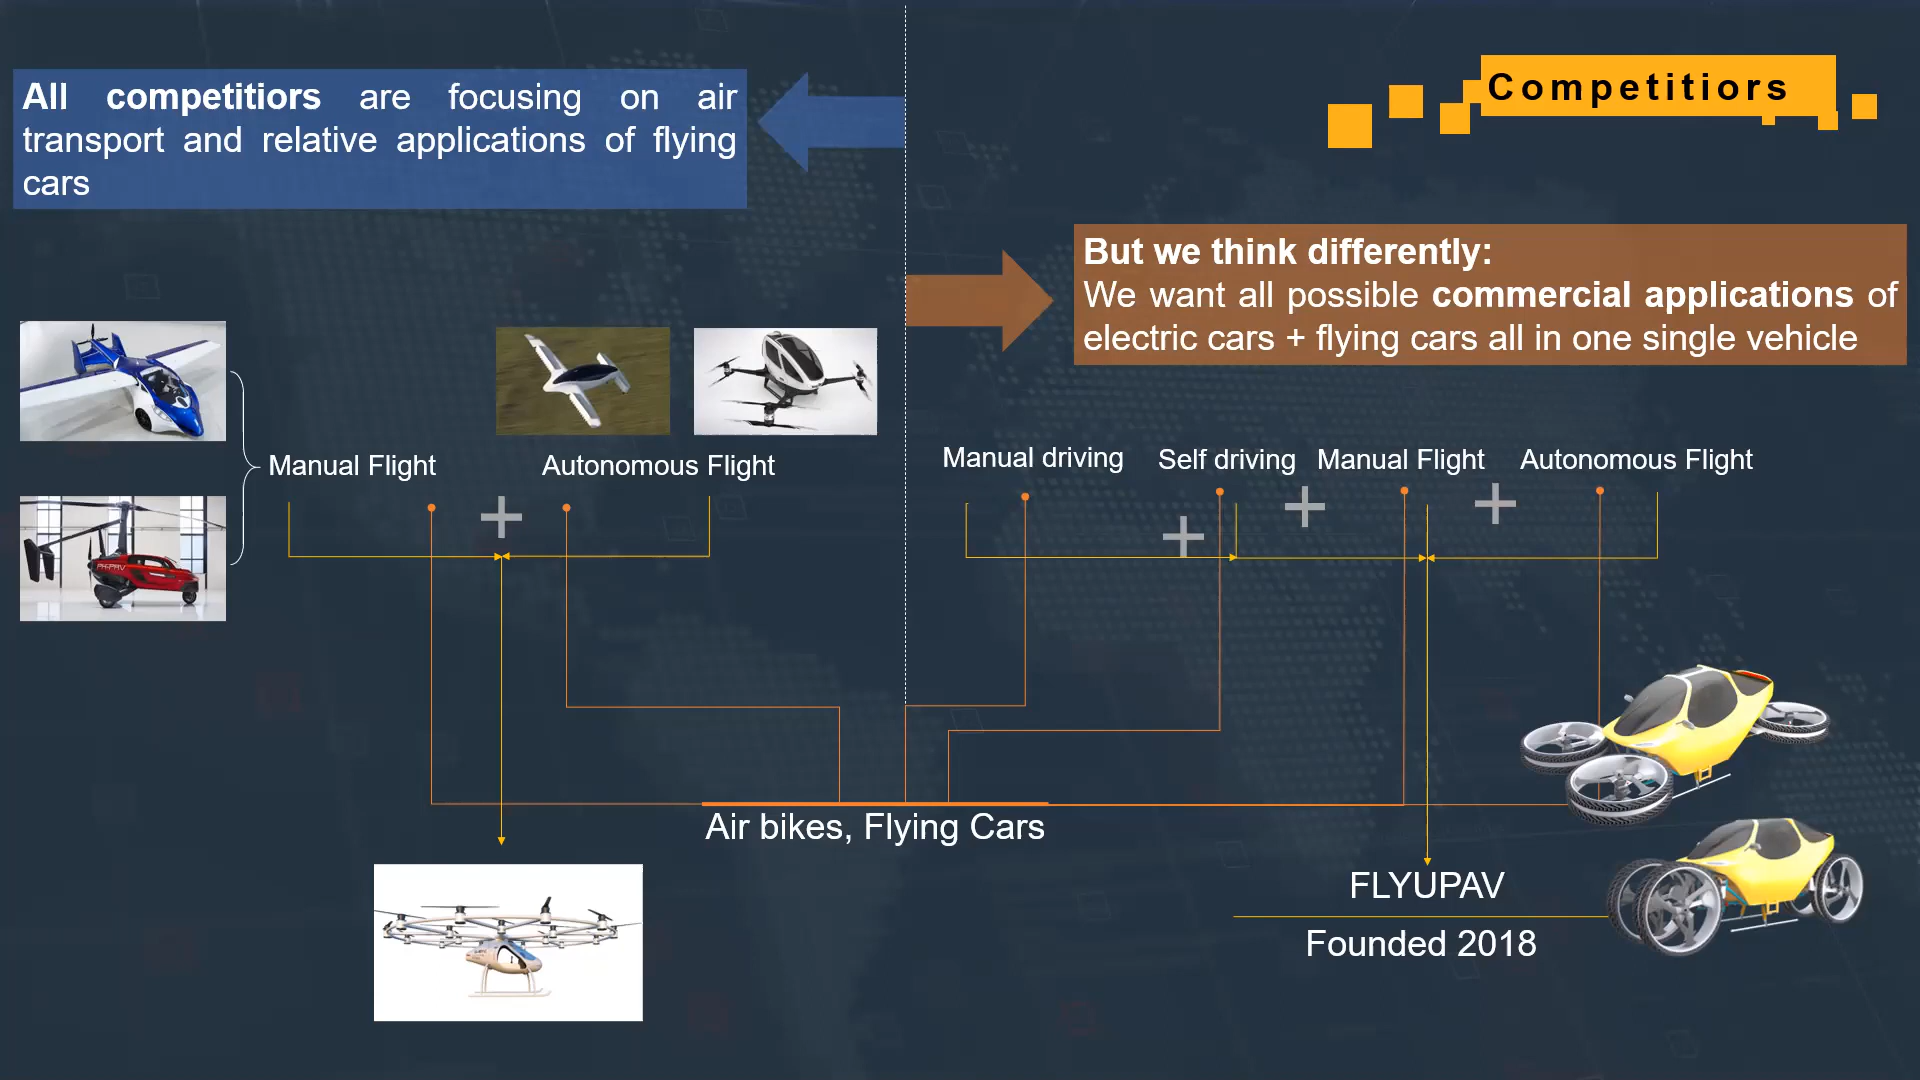 Competitiors
All competitiors are focusing on air
transport and relative applications of flying
cars
But we think differently:
We want all possible commercial applications of
electric cars + flying cars all in one single vehicle
Manual Flight
Autonomous Flight
Manual driving
Self driving
Manual Flight
Autonomous Flight
Air bikes, Flying Cars
FLYUPAV
Founded 2018